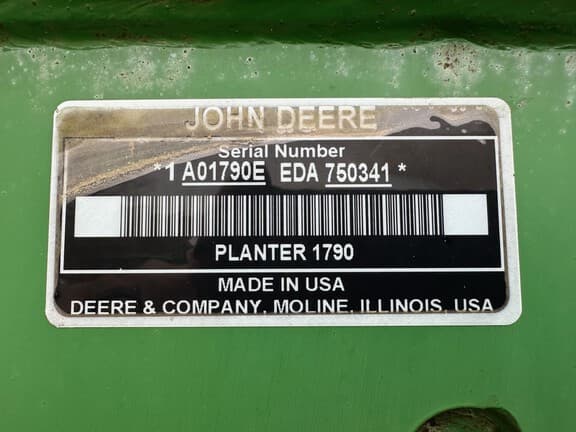 JOHN DEERE
Serial Number
*1 A01790E EDA 750341 *
PLANTER 1790
MADE IN USA
DEERE & COMPANY, MOLINE, ILLINOIS, USA